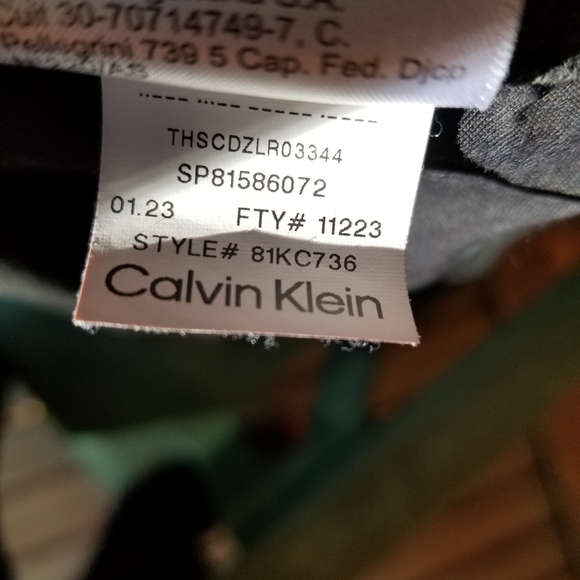 S.A.
Cuit 30-70714749-7, C.
Pellegrini 739 5 Cap. Fed. Djcp
THSCDZLR03344
SP81586072
01.23 FTY# 11223
STYLE# 81KC736
Calvin Klein